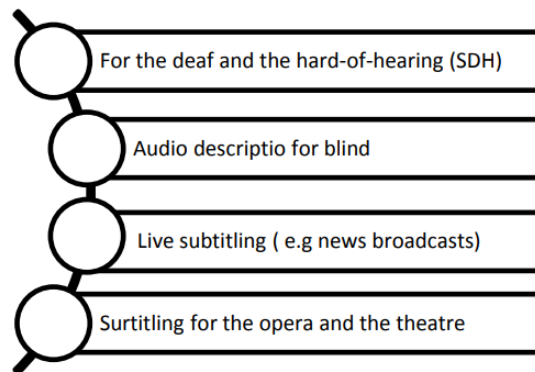 For the deaf and the hard-of-hearing (SDH)
Audio descriptio for blind
Live subtitling ( e.g news broadcasts)
Surtitling for the opera and the theatre